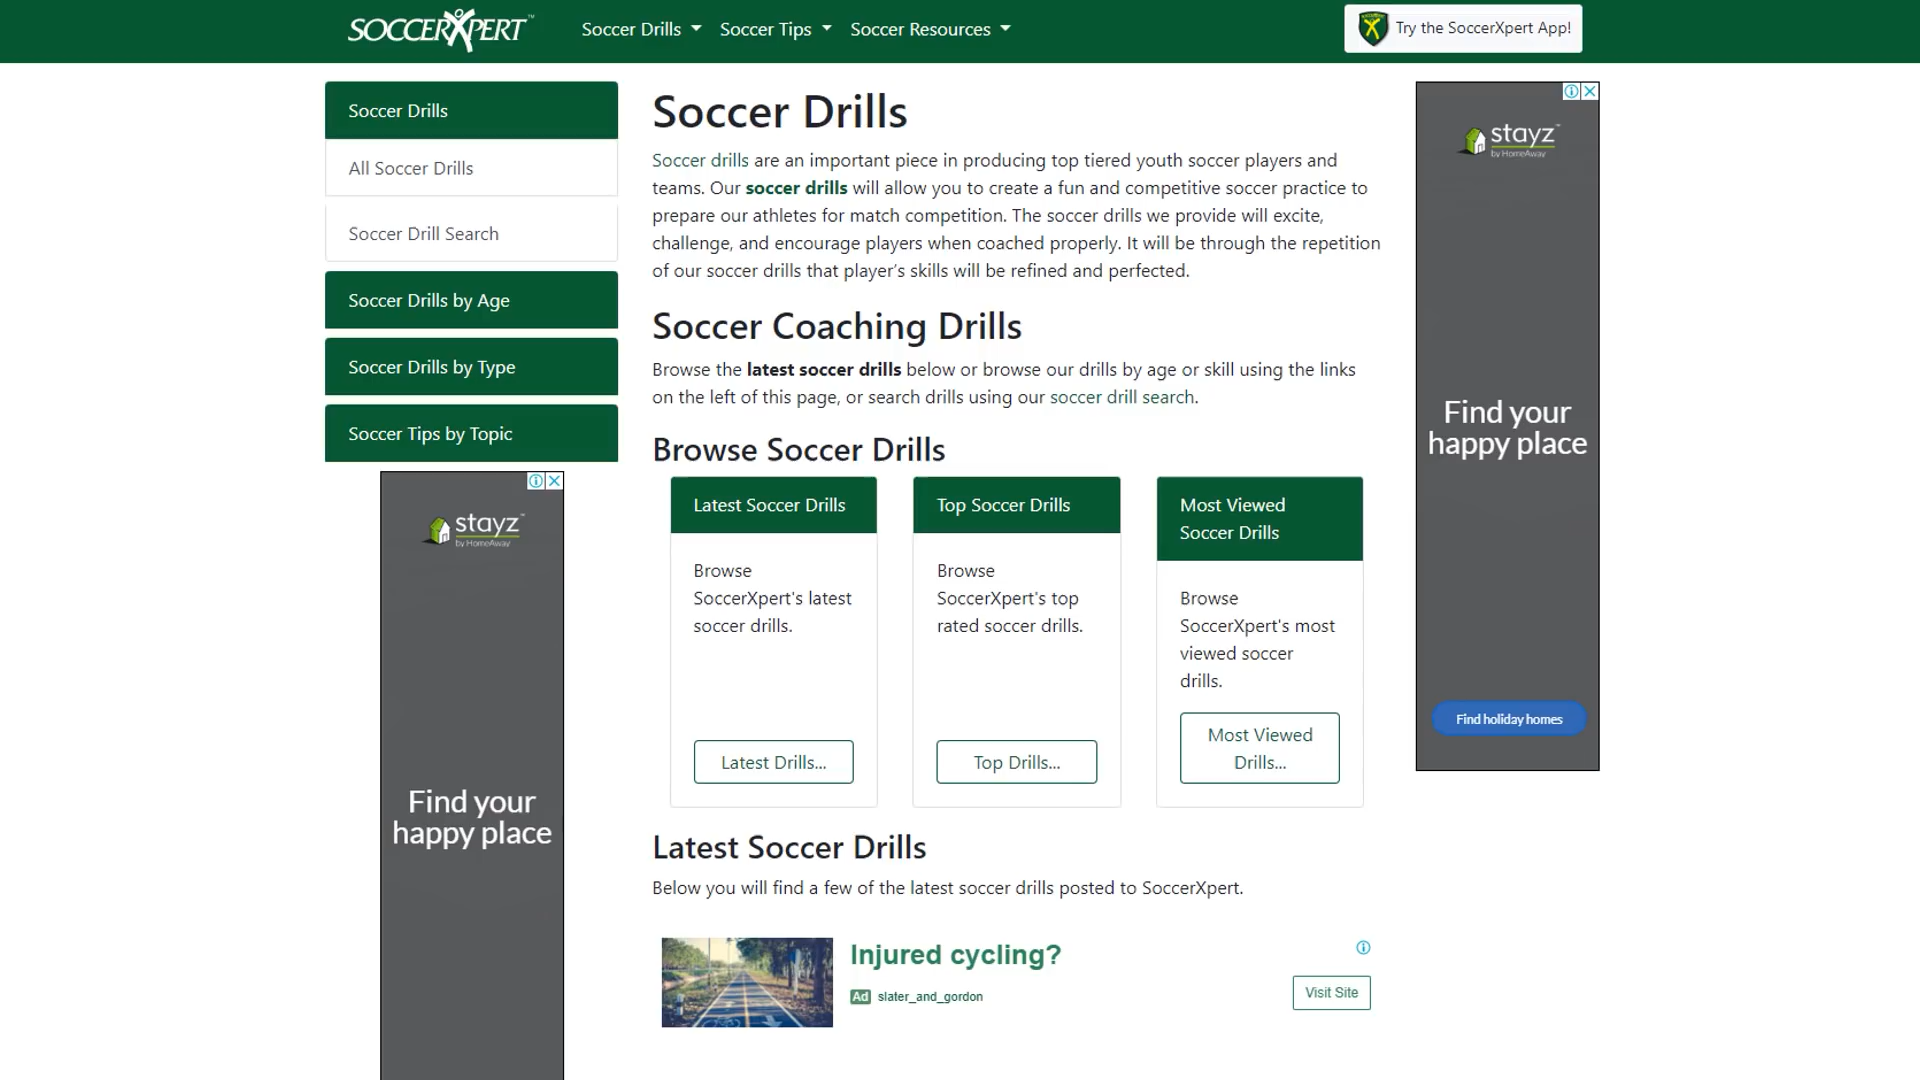 SOCCERXPERT™
Soccer Drills
Soccer Tips
Soccer Resources
Try the SoccerXpert App!
Soccer Drills
All Soccer Drills
Soccer Drill Search
Soccer Drills by Age
Soccer Drills by Type
Soccer Tips by Topic
stayz™
by HomeAway
Find your
happy place
Soccer Drills
Soccer drills are an important piece in producing top tiered youth soccer players and
teams. Our soccer drills will allow you to create a fun and competitive soccer practice to
prepare our athletes for match competition. The soccer drills we provide will excite,
challenge, and encourage players when coached properly. It will be through the repetition
of our soccer drills that player’s skills will be refined and perfected.
Soccer Coaching Drills
Browse the latest soccer drills below or browse our drills by age or skill using the links
on the left of this page, or search drills using our soccer drill search.
Browse Soccer Drills
Latest Soccer Drills
Browse
SoccerXpert's latest
soccer drills.
Latest Drills...
Top Soccer Drills
Browse
SoccerXpert's top
rated soccer drills.
Top Drills...
Most Viewed
Soccer Drills
Browse
SoccerXpert's most
viewed soccer
drills.
Most Viewed
Drills...
Latest Soccer Drills
Below you will find a few of the latest soccer drills posted to SoccerXpert.
Injured cycling?
Ad slater_and_gordon
Visit Site
stayz™
by HomeAway
Find your
happy place
Find holiday homes